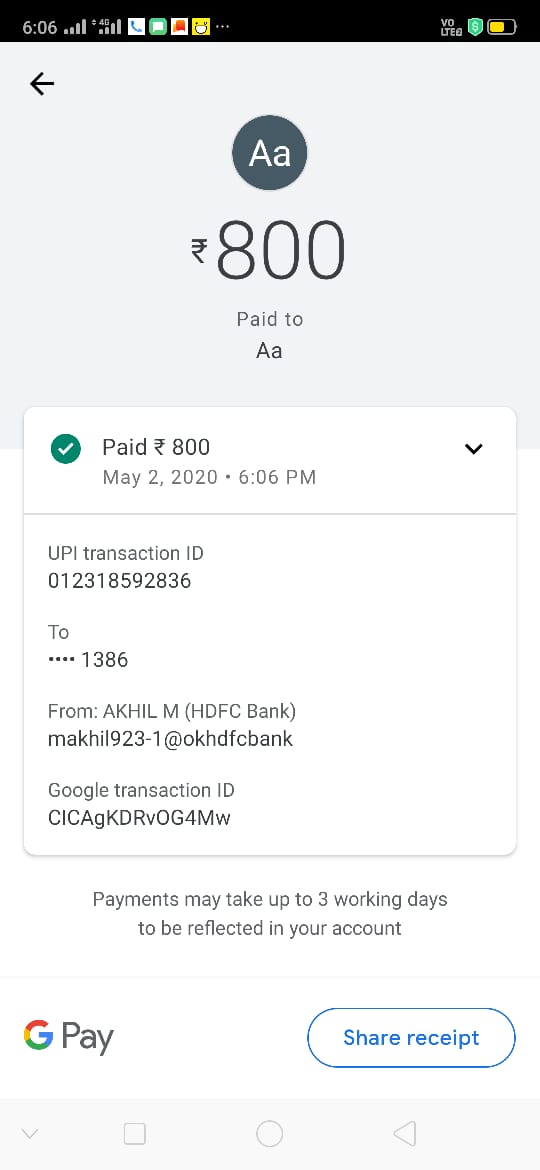 6:06 4G VO LTE2
Aa
₹800
Paid to
Aa
Paid ₹ 800
May 2, 2020 • 6:06 PM
UPI transaction ID
012318592836
To
•••• 1386
From: AKHIL M (HDFC Bank)
makhil923-1@okhdfcbank
Google transaction ID
CICAgKDRvOG4Mw
Payments may take up to 3 working days
to be reflected in your account
G Pay
Share receipt